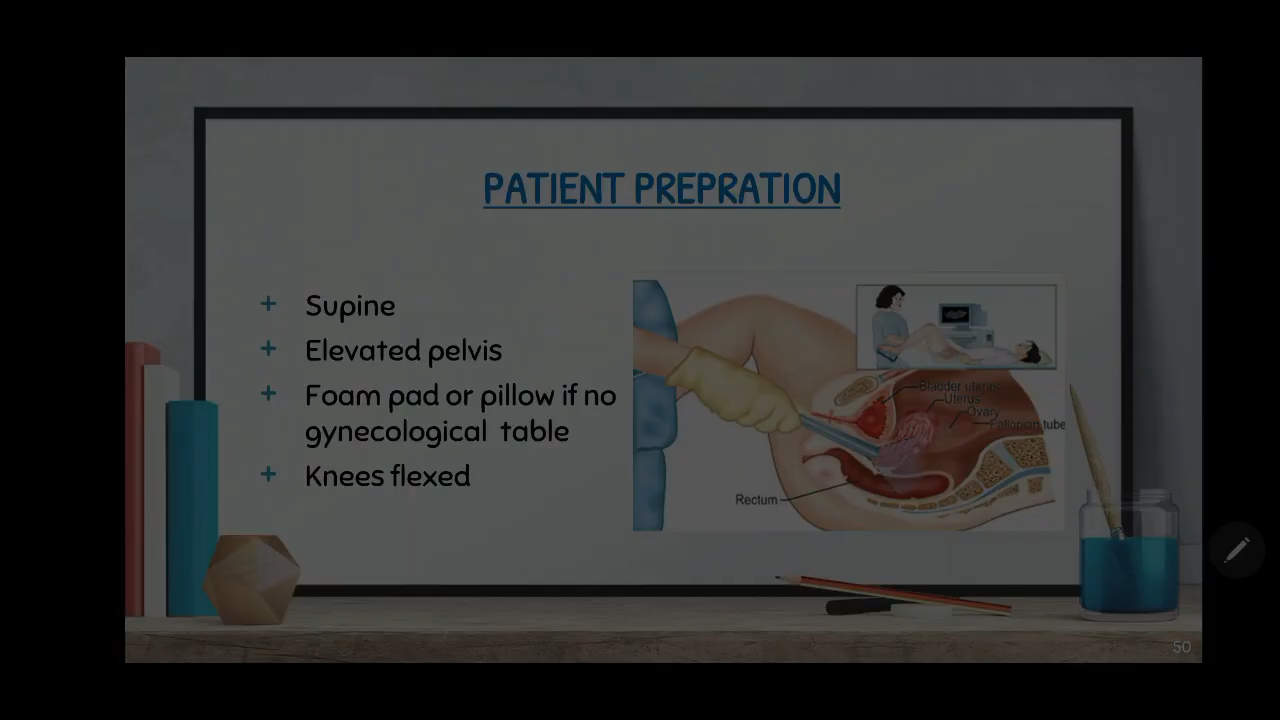 PATIENT PREPRATION
+ Supine
+ Elevated pelvis
+ Foam pad or pillow if no
gynecological table
+ Knees flexed
Bladder uterus
Uterus
Ovary
Fallopian tube
Rectum
50